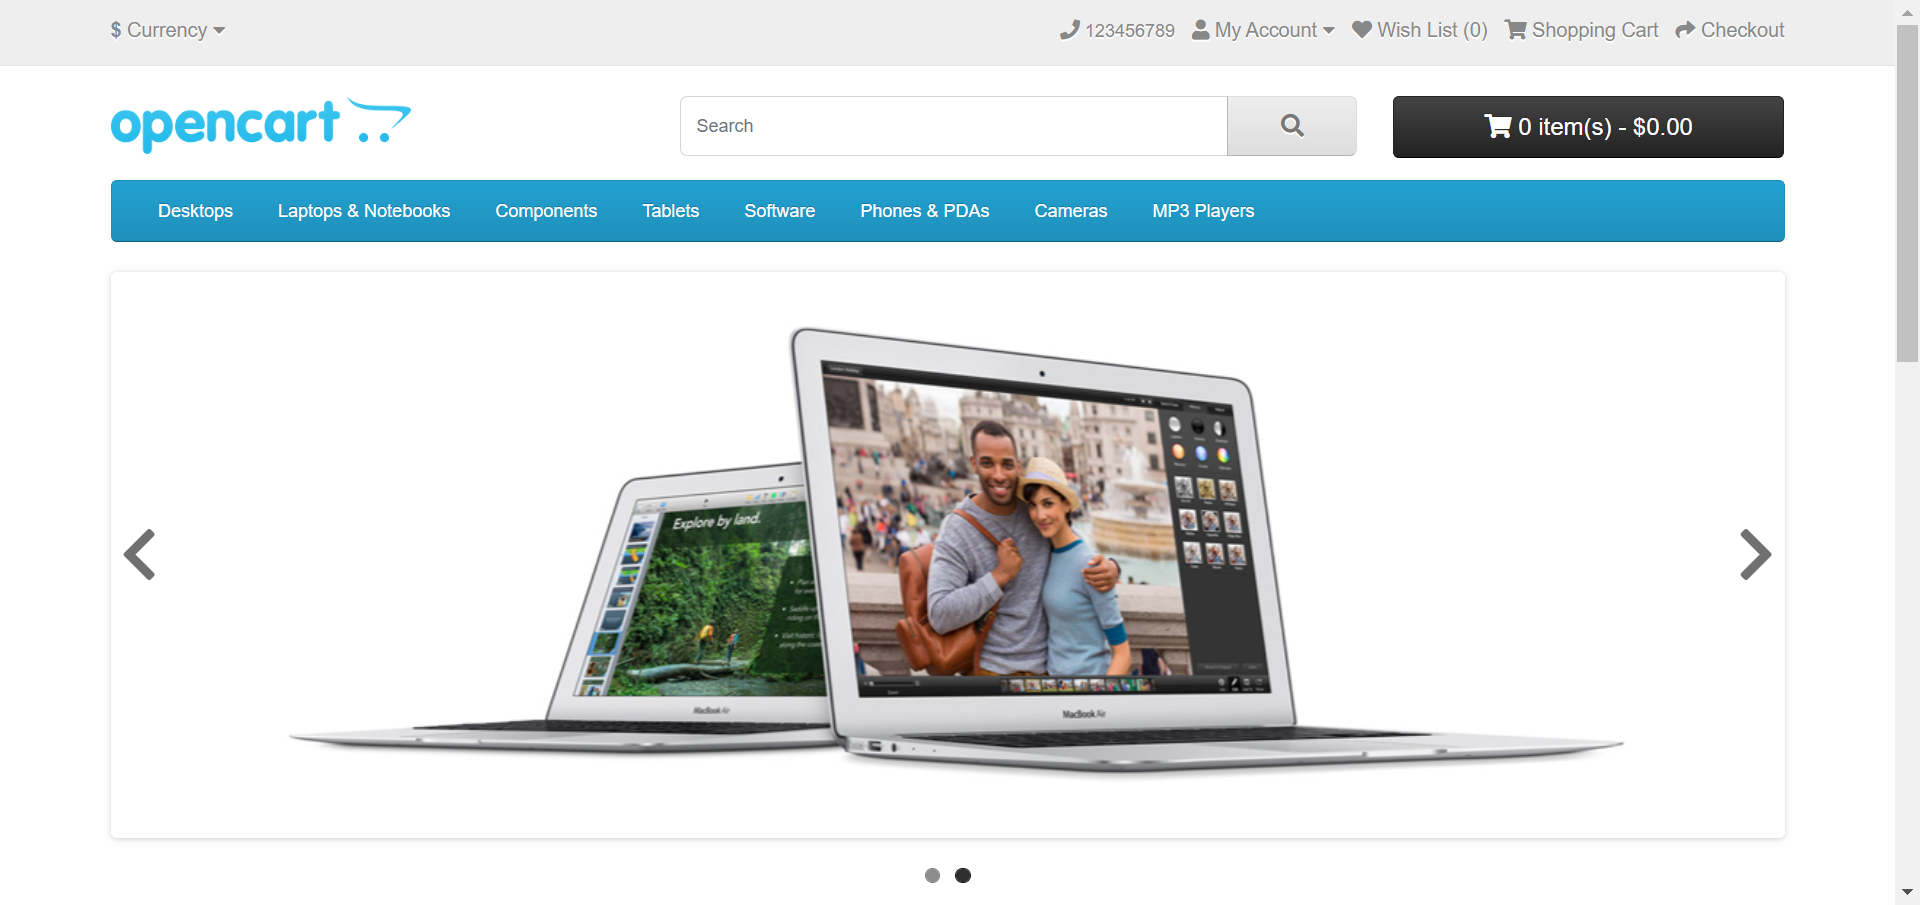 $ Currency
123456789 My Account Wish List (0) Shopping Cart Checkout
opencart
Search
0 item(s) - $0.00
Desktops Laptops & Notebooks Components Tablets Software Phones & PDAs Cameras MP3 Players
Explore by land.
MacBook Air
MacBook Air